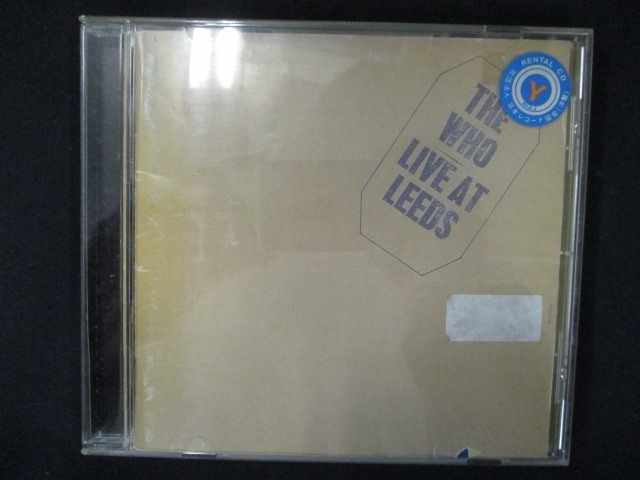 THE
WHO
LIVE AT
LEEDS
RENTAL CD
Y